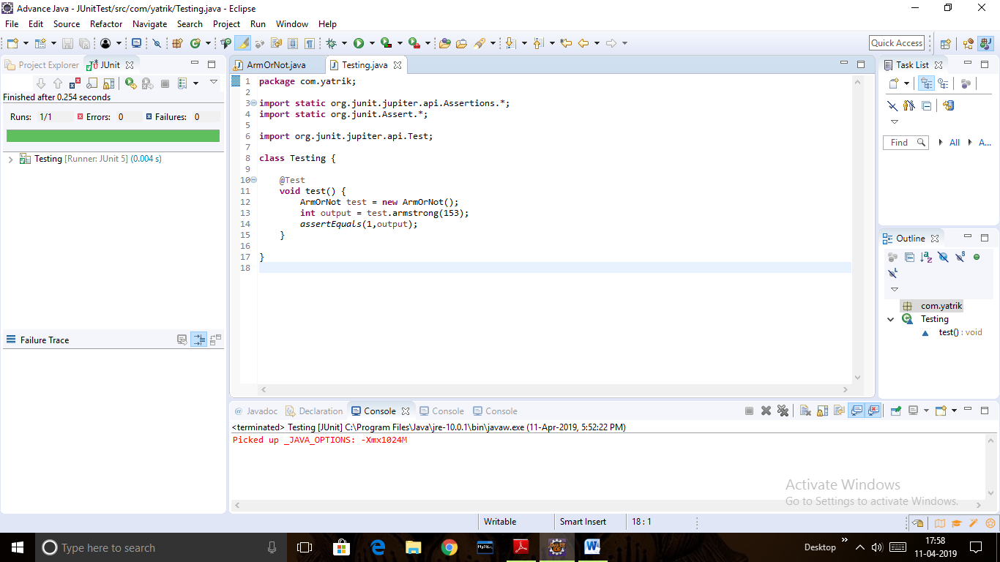 Advance Java - JUnitTest/src/com/yatrik/Testing.java - Eclipse
File Edit Source Refactor Navigate Search Project Run Window Help
Quick Access
Project Explorer JUnit
Finished after 0.254 seconds
Runs: 1/1 Errors: 0 Failures: 0
Testing [Runner: JUnit 5] (0.004 s)
Failure Trace
ArmOrNot.java Testing.java
1 package com.yatrik;
2
3 import static org.junit.jupiter.api.Assertions.*;
4 import static org.junit.Assert.*;
5
6 import org.junit.jupiter.api.Test;
7
8 class Testing {
9
10 @Test
11 void test() {
12 ArmOrNot test = new ArmOrNot();
13 int output = test.armstrong(153);
14 assertEquals(1,output);
15 }
16
17 }
18
Task List
Find All A...
Outline
com.yatrik
Testing
test() : void
Javadoc Declaration Console Console Console
<terminated> Testing [JUnit] C:\Program Files\Java\jre-10.0.1\bin\javaw.exe (11-Apr-2019, 5:52:22 PM)
Picked up _JAVA_OPTIONS: -Xmx1024M
Activate Windows
Go to Settings to activate Windows.
Writable Smart Insert 18 : 1
Type here to search
MySQL
Java EE
IDE
Desktop
17:58
11-04-2019